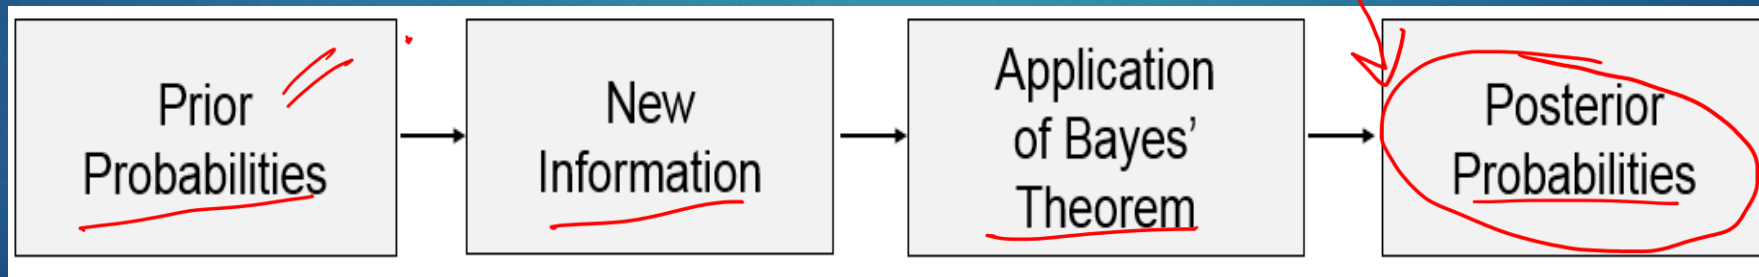 Prior
Probabilities
New
Information
Application
of Bayes'
Theorem
Posterior
Probabilities